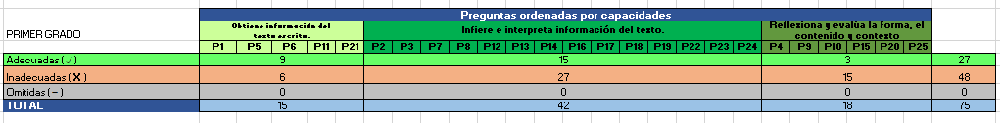 Preguntas ordenadas por capacidades
PRIMER GRADO
Obtiene información del texto escrito.
Infiere e interpreta información del texto.
Reflexiona y evalúa la forma, el contenido y contexto
P1 P5 P6 P11 P21 P2 P3 P7 P8 P12 P13 P14 P16 P17 P18 P19 P22 P23 P24 P4 P9 P10 P15 P20 P25
Adecuadas ( ✓ ) 9 15 3 27
Inadecuadas ( X ) 6 27 15 48
Omitidas ( – ) 0 0 0 0
TOTAL 15 42 18 75